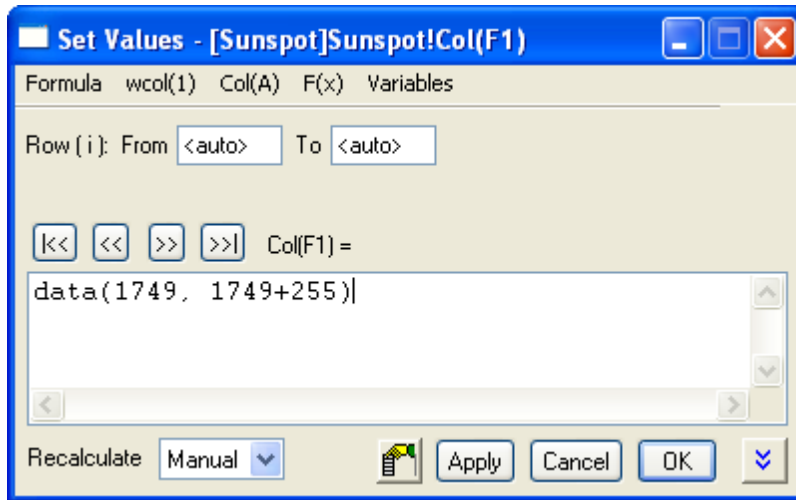 Set Values - [Sunspot]Sunspot!Col(F1)
Formula wcol(1) Col(A) F(x) Variables
Row ( i ): From <auto> To <auto>
|<< << >> >>| Col(F1) =
data(1749, 1749+255)
Recalculate Manual Apply Cancel OK